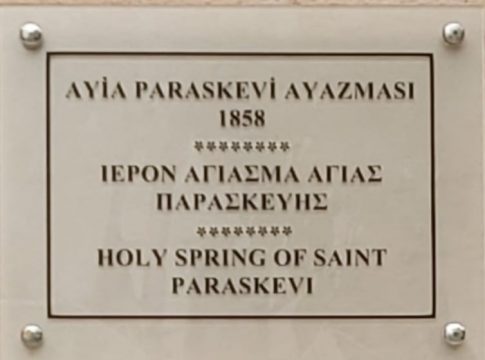 AYİA PARASKEVİ AYAZMASI
1858
********
ΙΕΡΟΝ ΑΓΙΑΣΜΑ ΑΓΙΑΣ
ΠΑΡΑΣΚΕΥΗΣ
********
HOLY SPRING OF SAINT
PARASKEVI